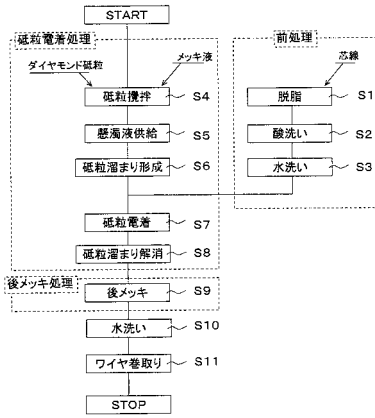 START
砥粒電着処理
ダイヤモンド砥粒
メッキ液
砥粒攪拌
S4
懸濁液供給
S5
砥粒溜まり形成
S6
砥粒電着
S7
砥粒溜まり解消
S8
前処理
芯線
脱脂
S1
酸洗い
S2
水洗い
S3
後メッキ処理
後メッキ
S9
水洗い
S10
ワイヤ巻取り
S11
STOP